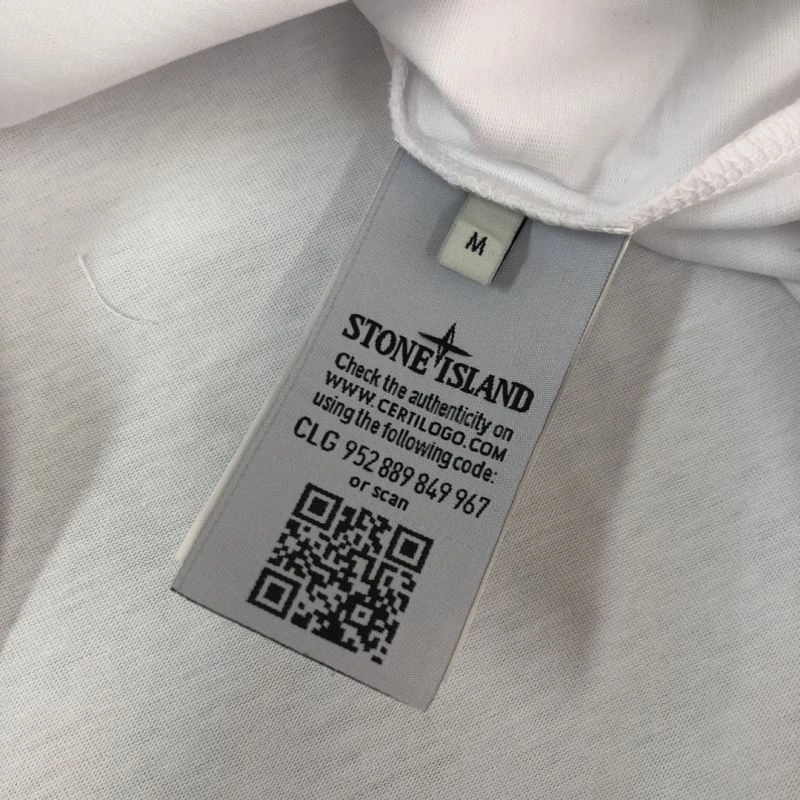 M
STONE ISLAND
Check the authenticity on
WWW.CERTILOGO.COM
using the following code:
CLG 952 889 849 967
or scan